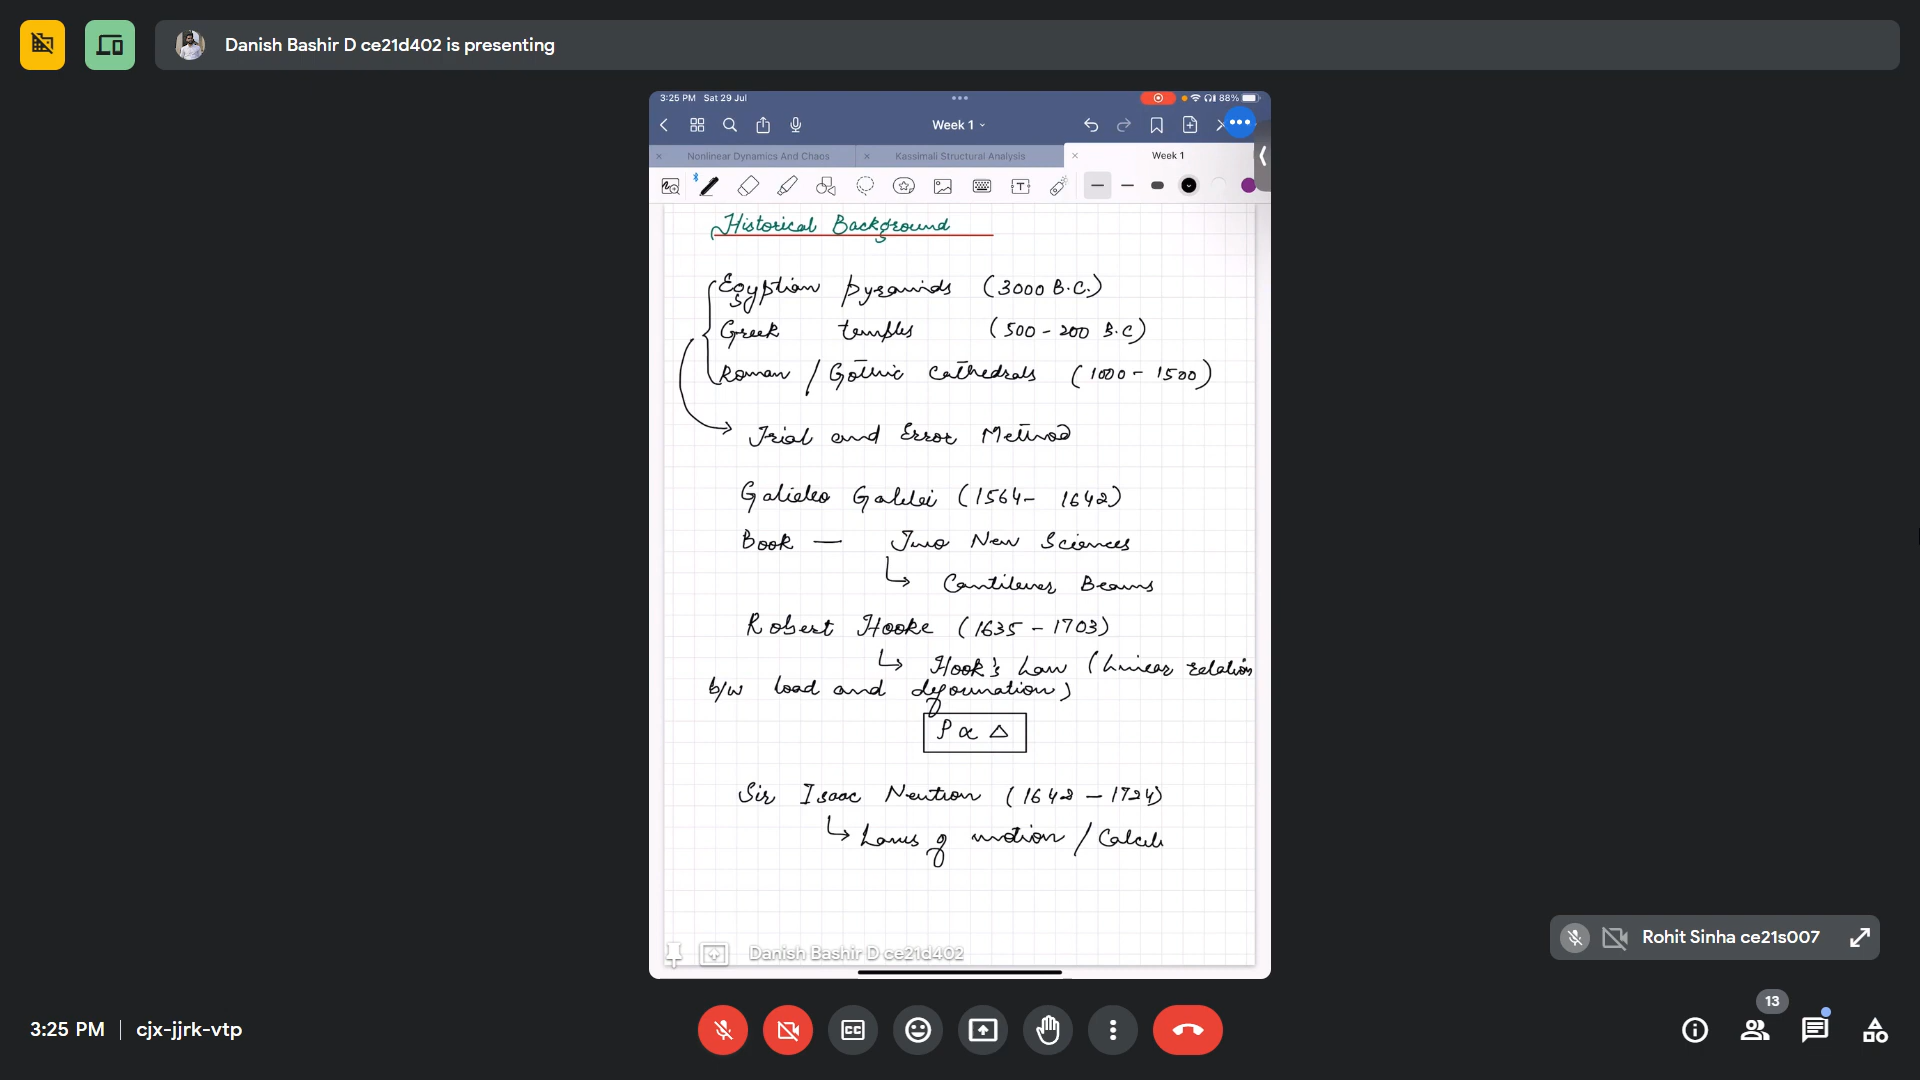 Danish Bashir D ce21d402 is presenting
3:25 PM Sat 29 Jul
88%
Week 1
Nonlinear Dynamics And Chaos
Kassimali Structural Analysis
Week 1
Historical Background
Egyptian pyramids (3000 B.C.)
Greek temples (500 - 200 B.C)
Roman / Gothic Cathedrals (1000 - 1500)
Trial and Error Method
Galieleo Galilei (1564 - 1642)
Book — Two New Sciences
Cantilever Beams
Robert Hooke (1635 - 1703)
Hook's Law (Linear relation
b/w load and deformation)
P ∝ △
Sir Isaac Newtion (1642 - 1724)
Laws of motion / Calculu
Danish Bashir D ce21d402
Rohit Sinha ce21s007
13
3:25 PM | cjx-jjrk-vtp